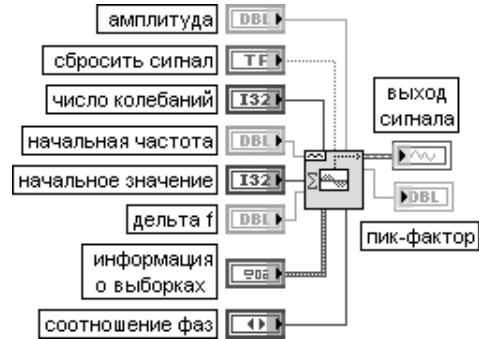 амплитуда
DBL
сбросить сигнал
TF
число колебаний
I32
начальная частота
DBL
начальное значение
I32
дельта f
DBL
информация
о выборках
соотношение фаз
Σ
выход
сигнала
DBL
пик-фактор